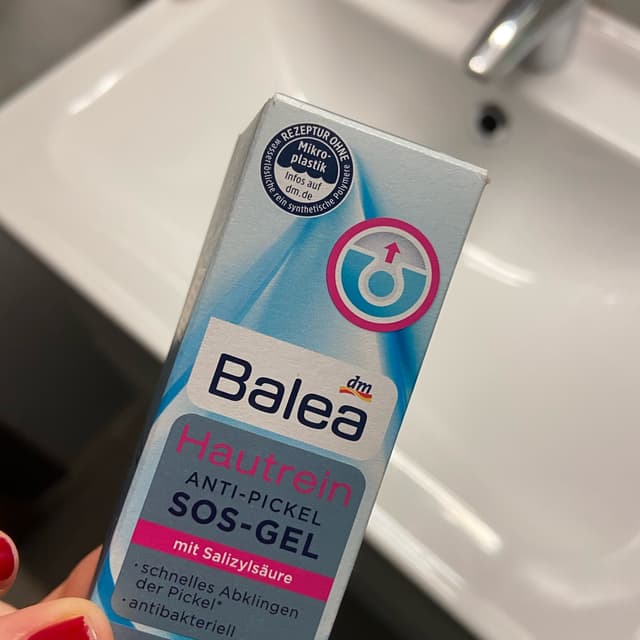 REZEPTUR OHNE
Mikro-
plastik
Infos auf
dm.de
wasserlösliche rein synthetische Polymere
Balea
dm
Hautrein
ANTI-PICKEL
SOS-GEL
mit Salizylsäure
• schnelles Abklingen
der Pickel*
• antibakteriell